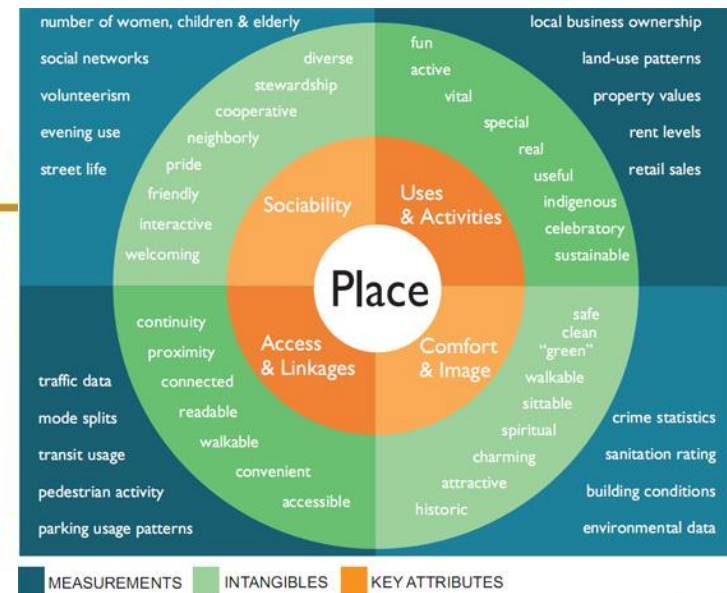 number of women, children & elderly
social networks
volunteerism
evening use
street life
diverse
stewardship
cooperative
neighborly
pride
friendly
interactive
welcoming
Sociability
fun
active
vital
special
real
useful
indigenous
celebratory
sustainable
Uses
& Activities
local business ownership
land-use patterns
property values
rent levels
retail sales
Place
continuity
proximity
connected
readable
walkable
convenient
accessible
Access
& Linkages
traffic data
mode splits
transit usage
pedestrian activity
parking usage patterns
Comfort
& Image
safe
clean
"green"
walkable
sittable
spiritual
charming
attractive
historic
crime statistics
sanitation rating
building conditions
environmental data
MEASUREMENTS
INTANGIBLES
KEY ATTRIBUTES